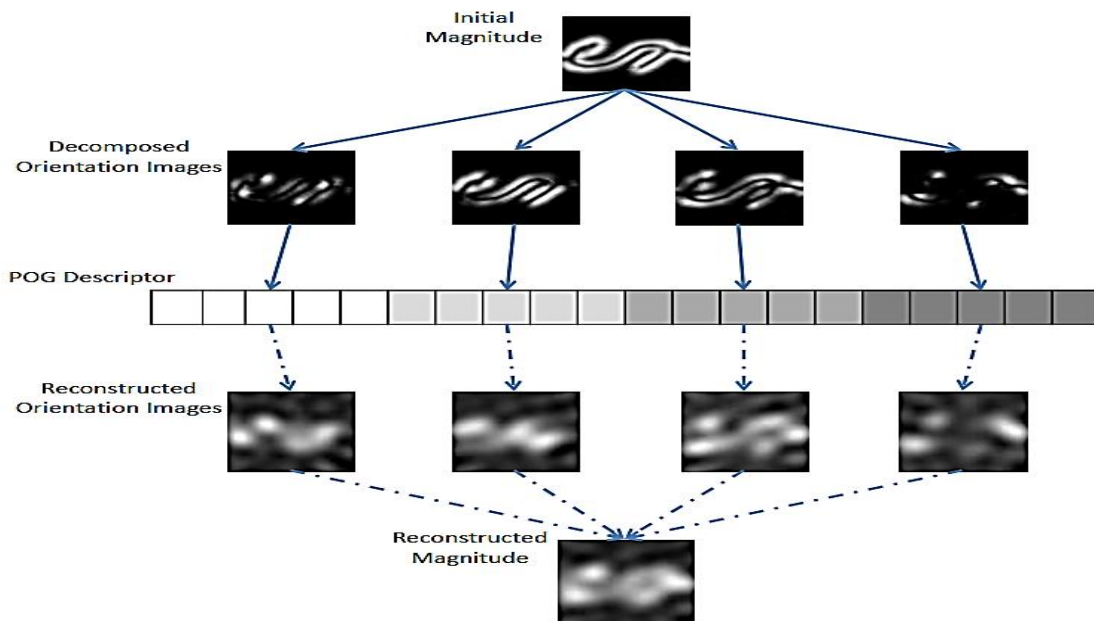 Initial
Magnitude
Decomposed
Orientation Images
POG Descriptor
Reconstructed
Orientation Images
Reconstructed
Magnitude